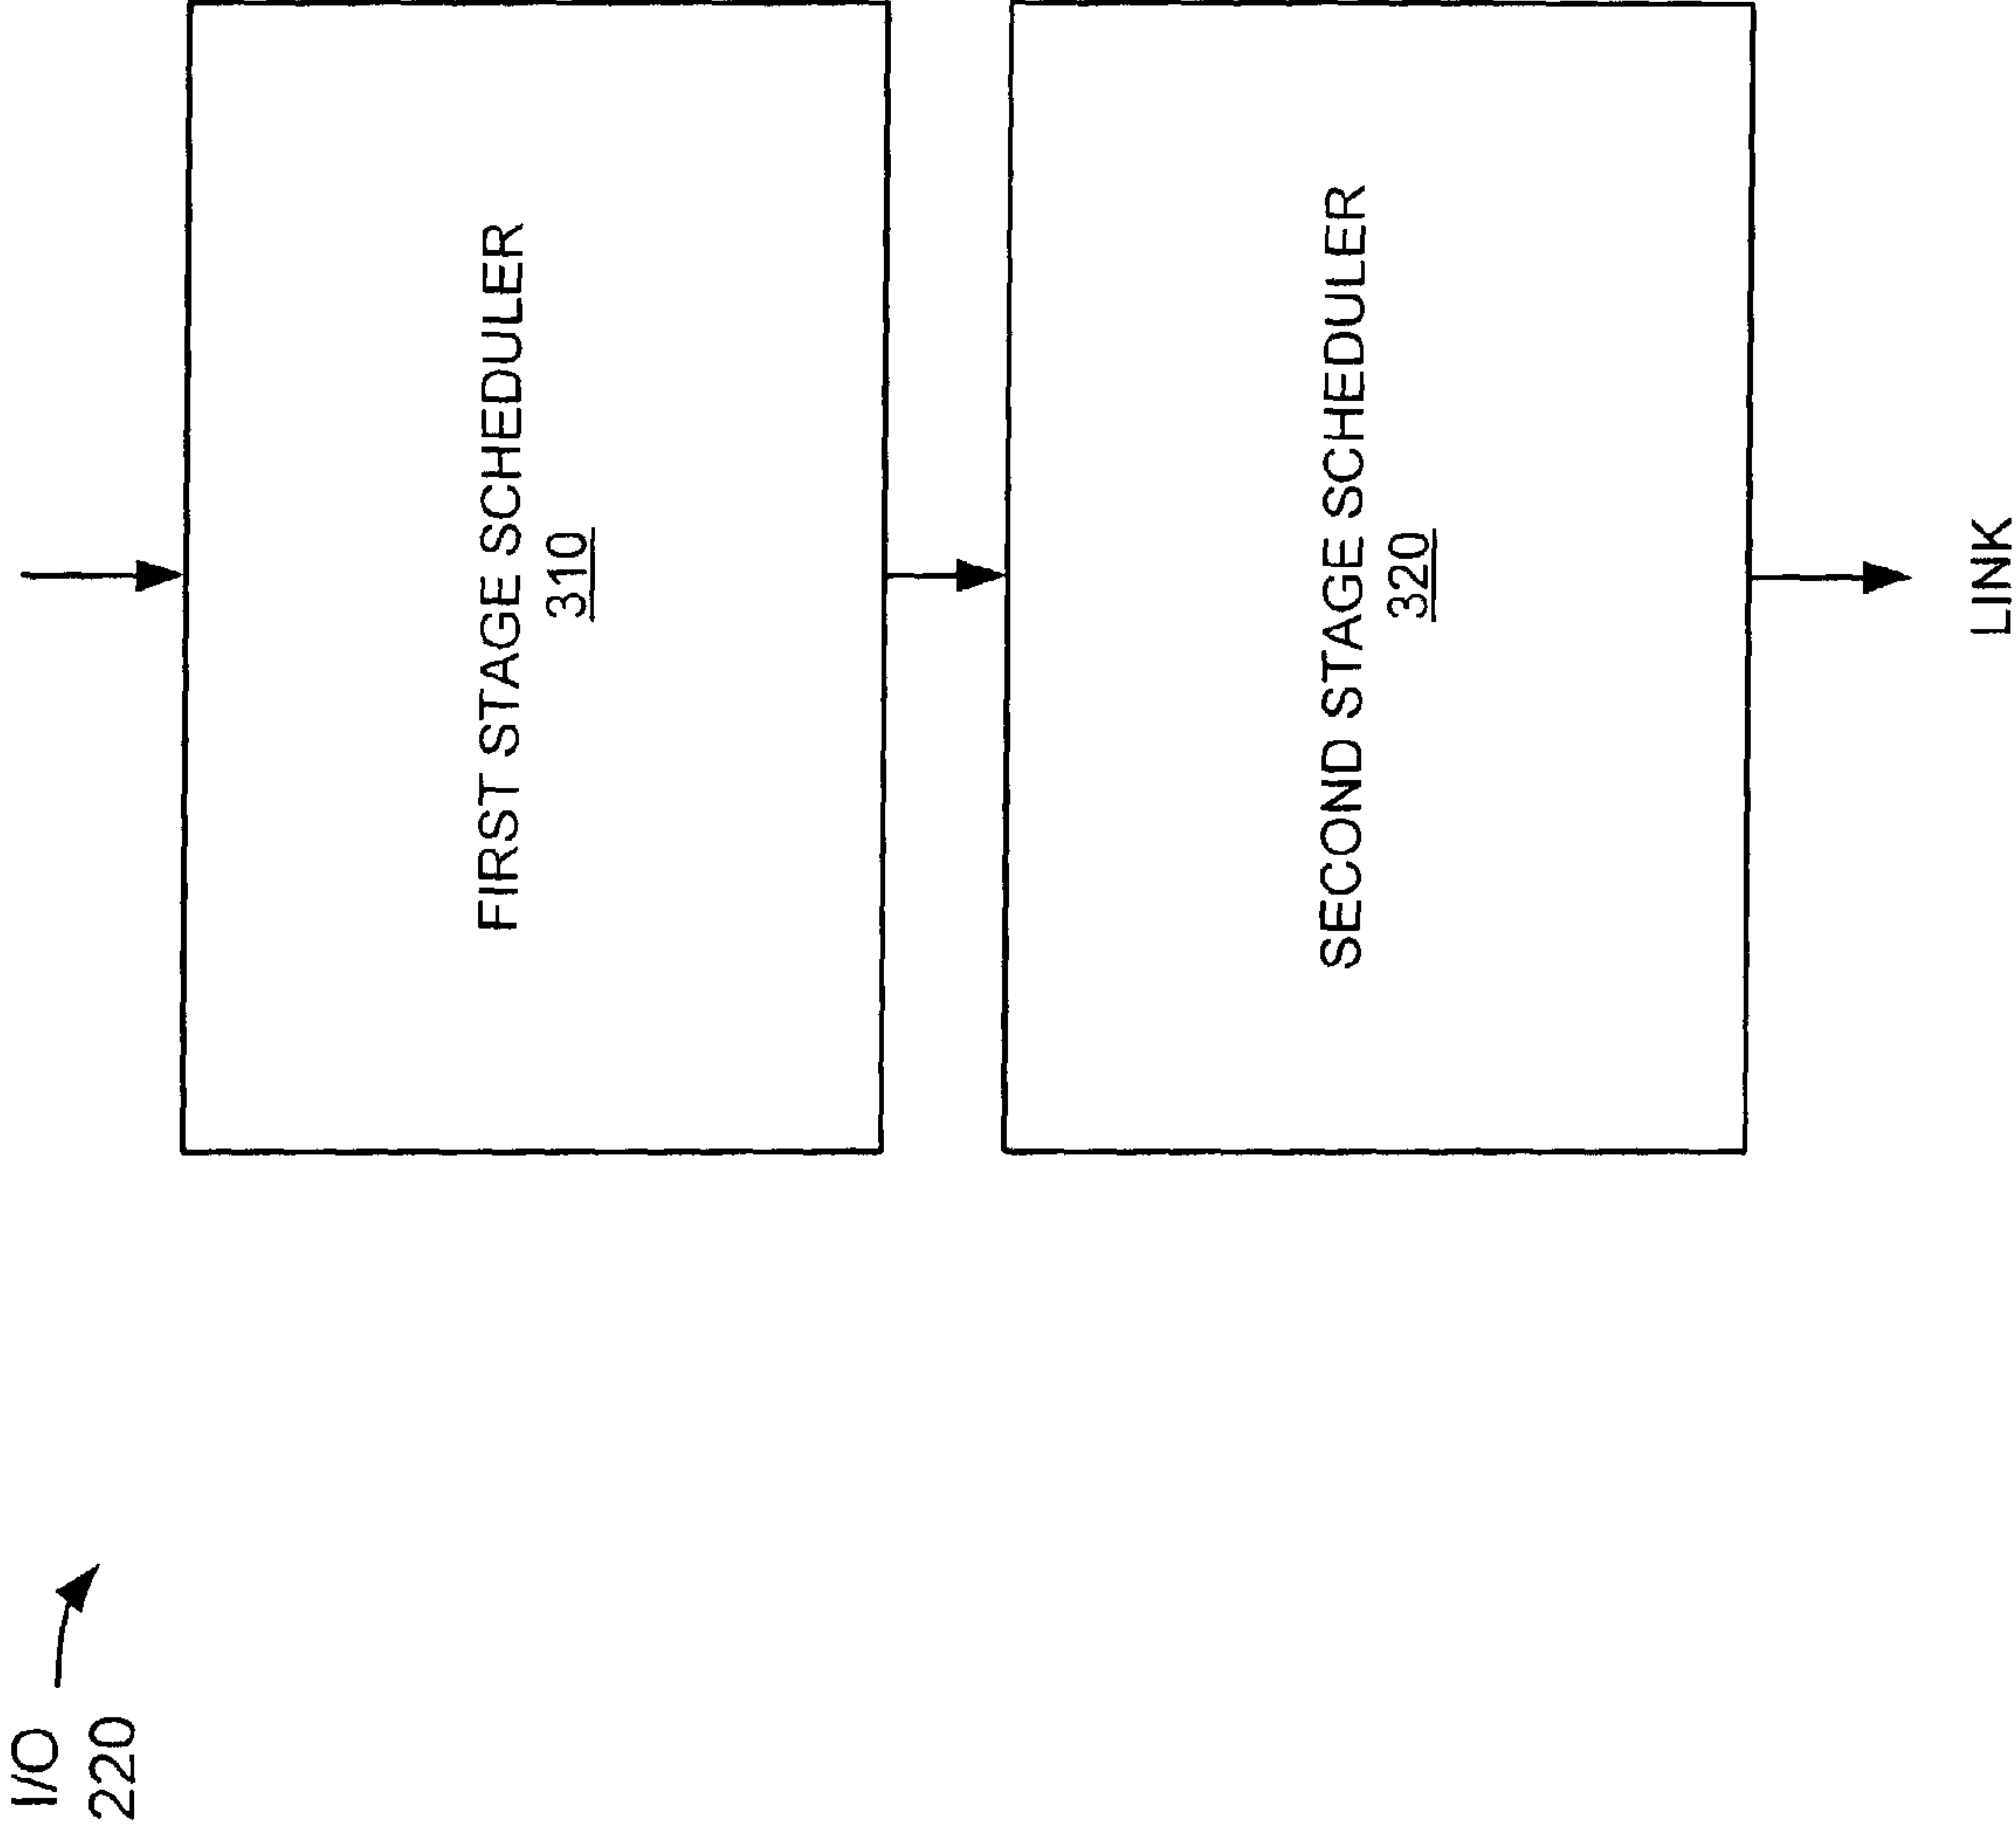 I/O
220
FIRST STAGE SCHEDULER
310
SECOND STAGE SCHEDULER
320
LINK